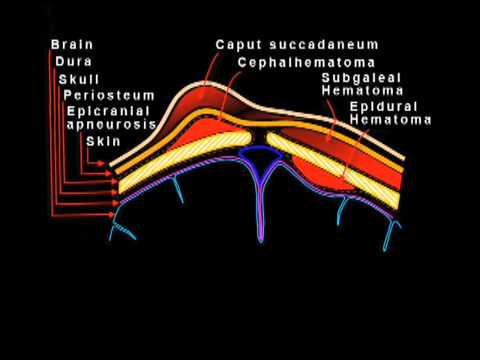 Brain
Dura
Skull
Periosteum
Epicranial
apneurosis
Skin
Caput succadaneum
Cephalhematoma
Subgaleal
Hematoma
Epidural
Hematoma